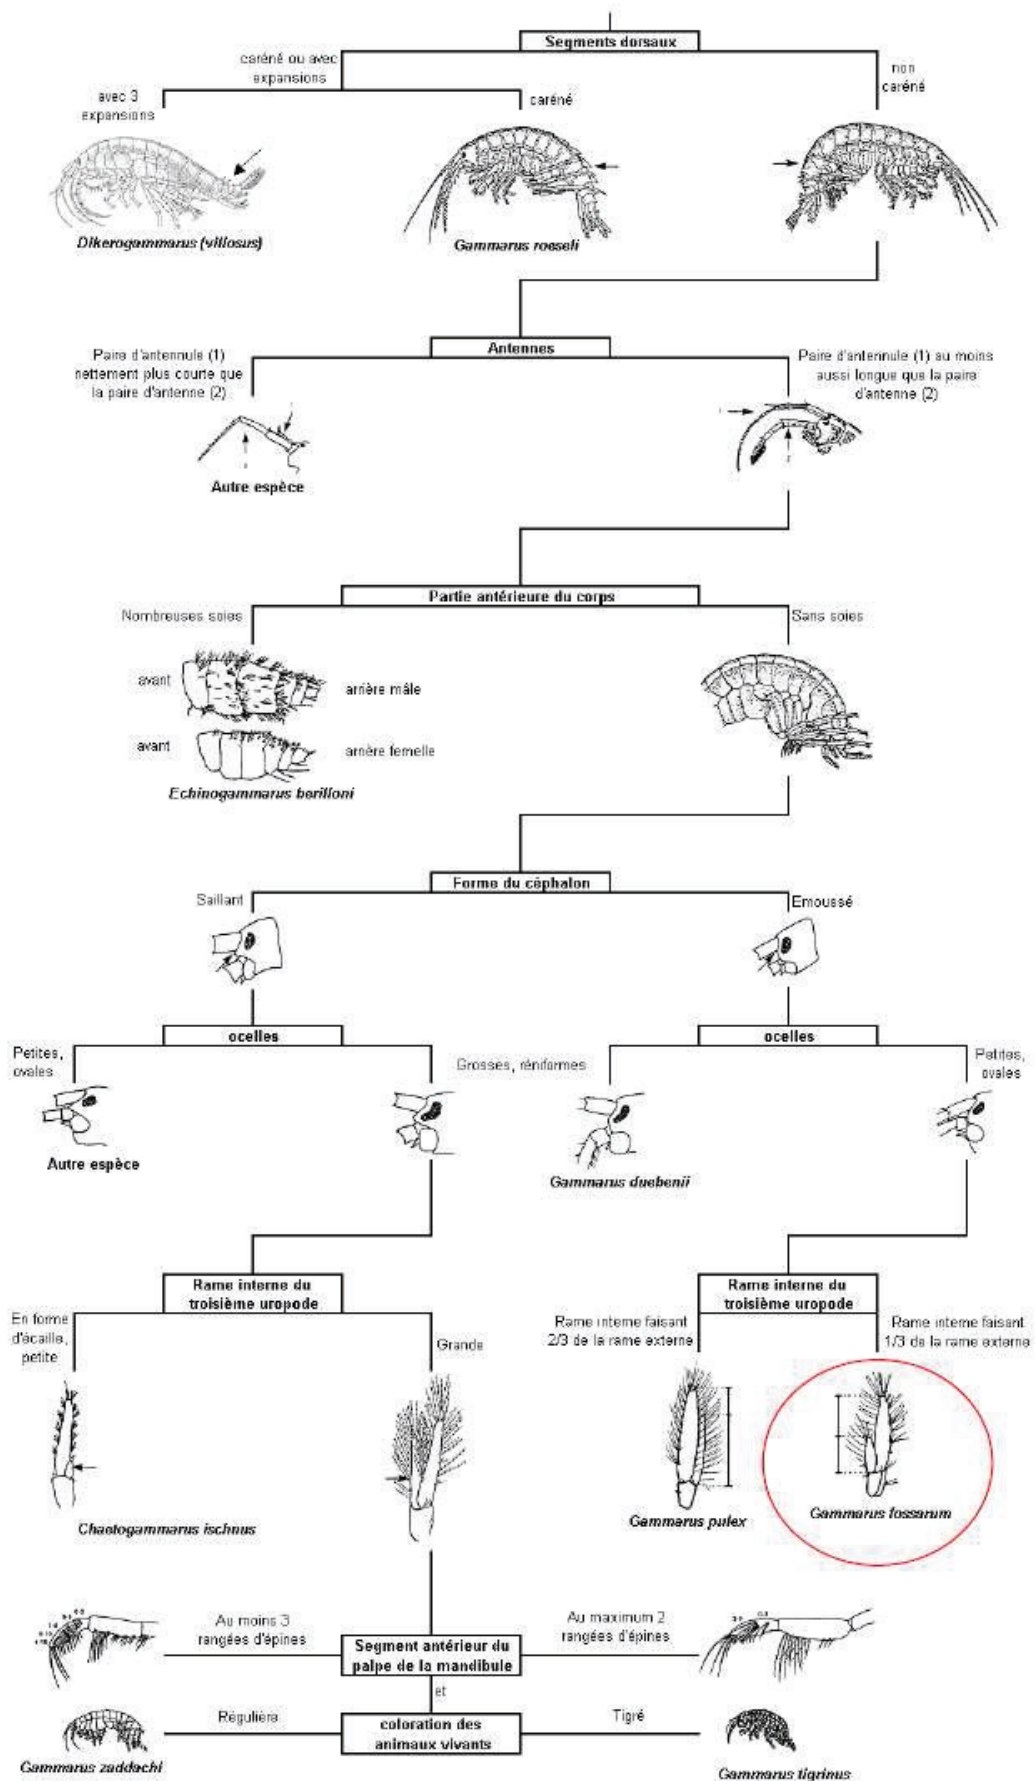 Segments dorsaux
caréné ou avec
expansions
non
caréné
avec 3
expansions
caréné
Dikerogammarus (villosus)
Gammarus roeseli
Antennes
Paire d'antennule (1)
nettement plus courte que
la paire d'antenne (2)
Paire d'antennule (1) au moins
aussi longue que la paire
d'antenne (2)
Autre espèce
Partie antérieure du corps
Nombreuses soies
Sans soies
avant
arrière mâle
avant
arrière femelle
Echinogammarus berilloni
Forme du céphalon
Saillant
Emoussé
ocelles
ocelles
Petites,
ovales
Grosses, réniformes
Petites,
ovales
Autre espèce
Gammarus duebenii
Rame interne du
troisième uropode
Rame interne du
troisième uropode
En forme
d'écaille,
petite
Grande
Rame interne faisant
2/3 de la rame externe
Rame interne faisant
1/3 de la rame externe
Chaetogammarus ischnus
Gammarus pulex
Gammarus fossarum
Au moins 3
rangées d'épines
Segment antérieur du
palpe de la mandibule
Au maximum 2
rangées d'épines
et
Régulière
coloration des
animaux vivants
Tigré
Gammarus zaddachi
Gammarus tigrinus